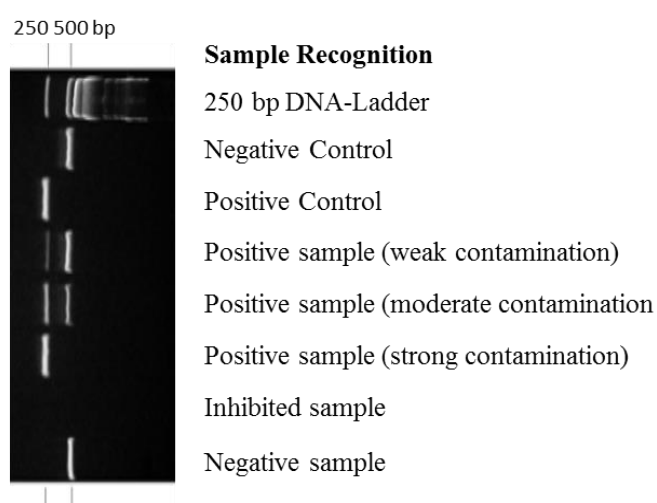 250 500 bp
Sample Recognition
250 bp DNA-Ladder
Negative Control
Positive Control
Positive sample (weak contamination)
Positive sample (moderate contamination
Positive sample (strong contamination)
Inhibited sample
Negative sample